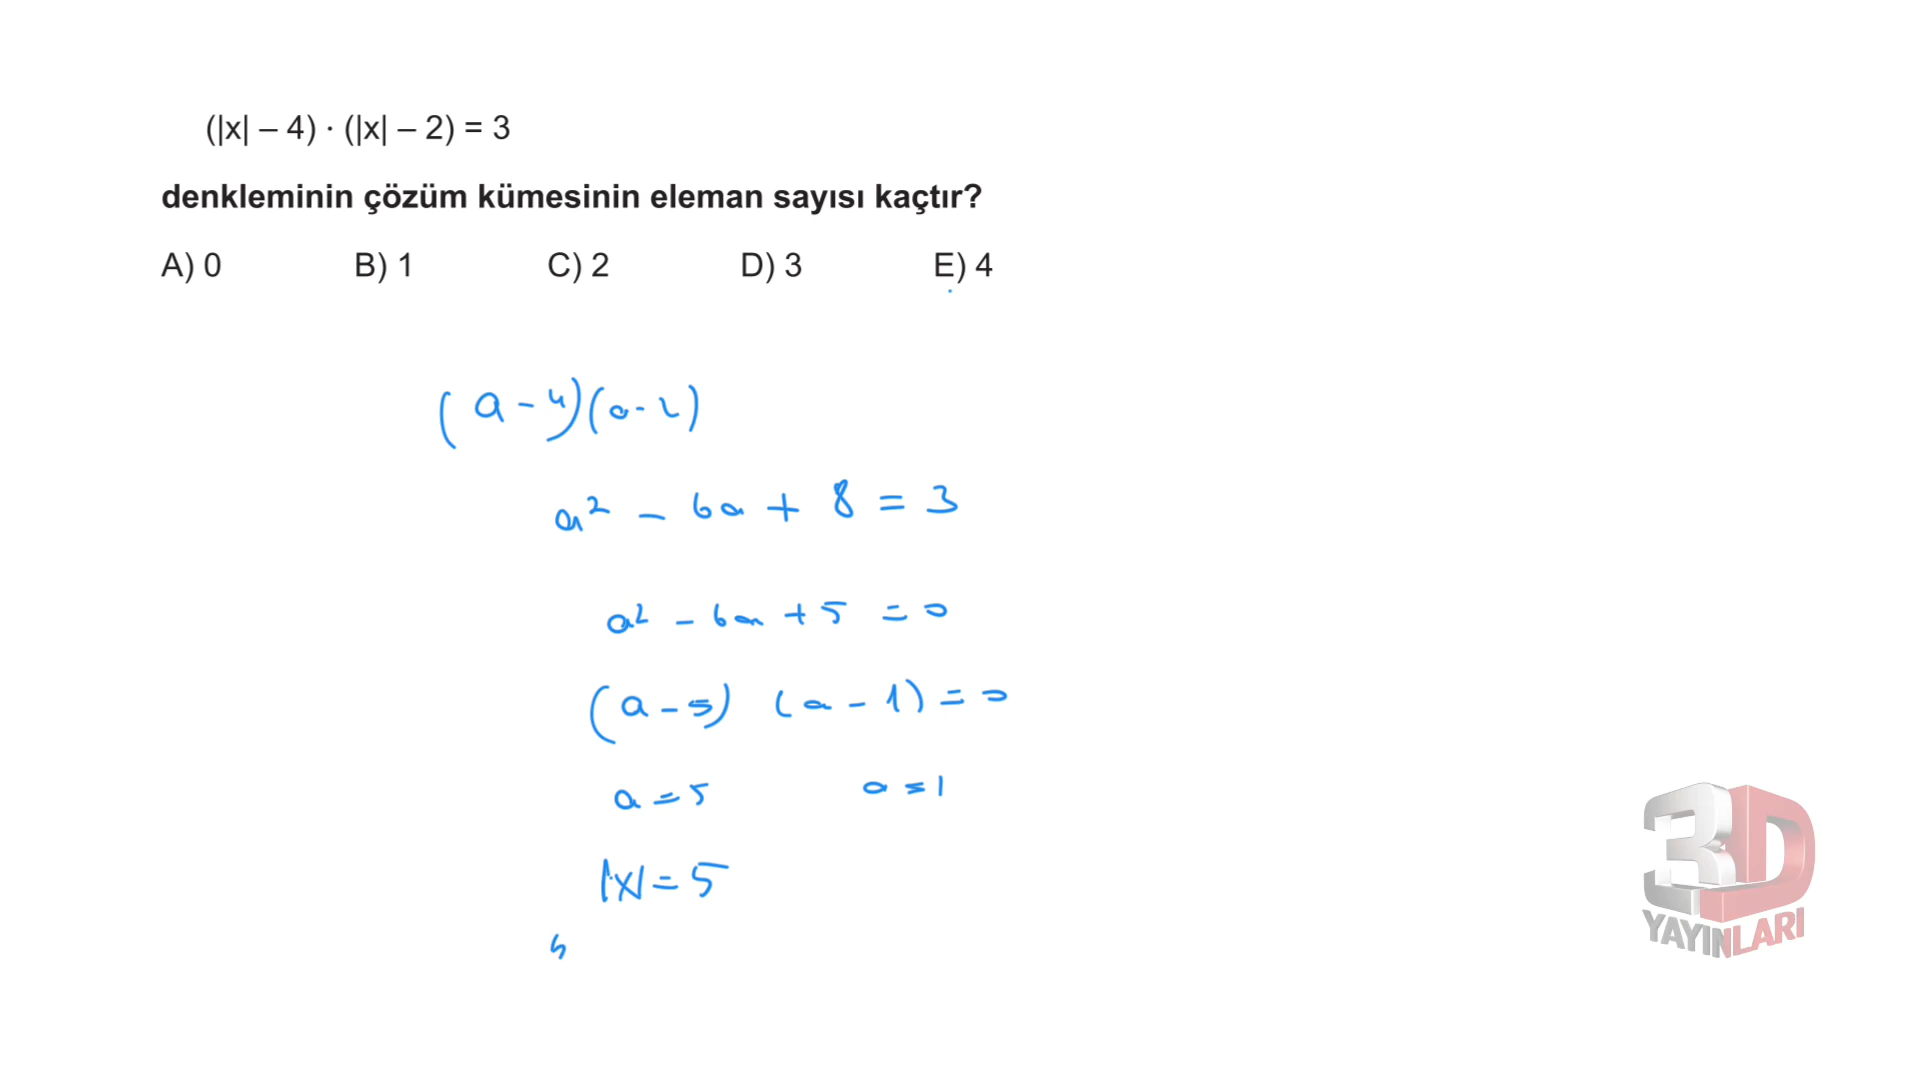 (|x| – 4) · (|x| – 2) = 3
denkleminin çözüm kümesinin eleman sayısı kaçtır?
A) 0 B) 1 C) 2 D) 3 E) 4
(a - 4)(a - 2)
a² - 6a + 8 = 3
a² - 6a + 5 = 0
(a - 5) (a - 1) = 0
a = 5 a = 1
|x| = 5
5
3D
YAYINLARI